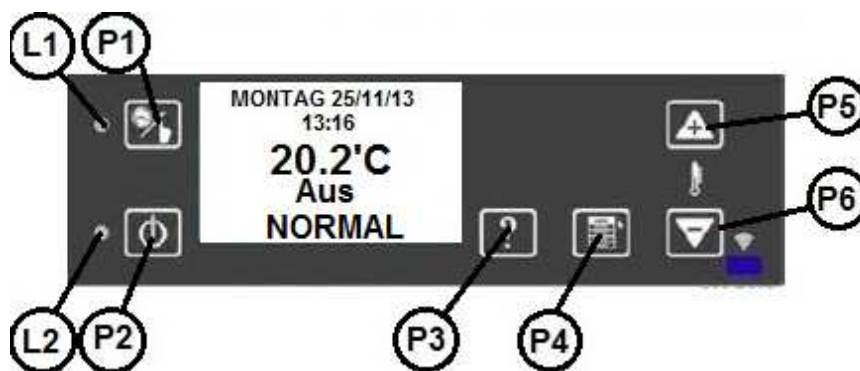 L1 P1
MONTAG 25/11/13
13:16
20.2'C
Aus
NORMAL
P5
P6
?
L2 P2 P3 P4